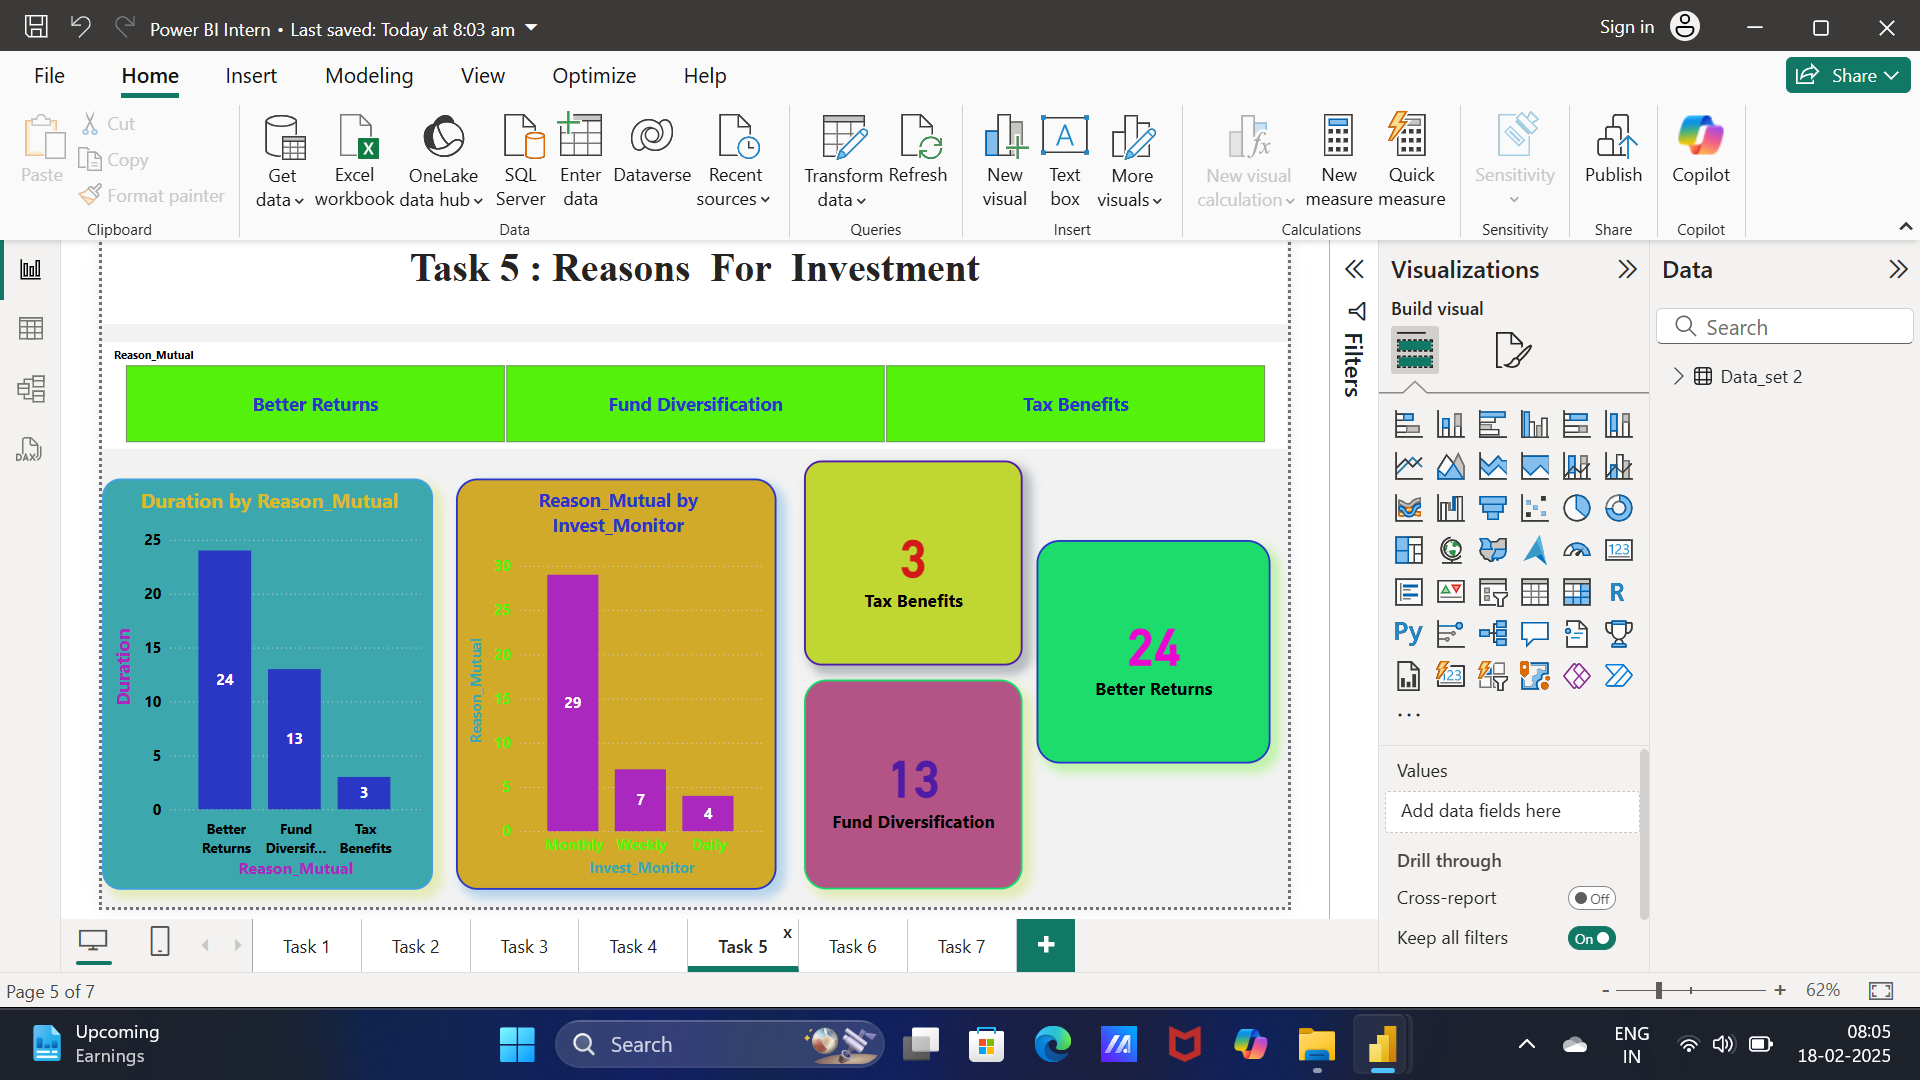 Power BI Intern • Last saved: Today at 8:03 am
Sign in
File
Home
Insert
Modeling
View
Optimize
Help
Share
Paste
Cut
Copy
Format painter
Clipboard
Get data
Excel workbook
OneLake data hub
SQL Server
Enter data
Dataverse
Recent sources
Data
Transform data
Refresh
Queries
New visual
Text box
More visuals
Insert
New visual calculation
New measure
Quick measure
Calculations
Sensitivity
Sensitivity
Publish
Share
Copilot
Copilot
Task 5 : Reasons For Investment
Reason_Mutual
Better Returns
Fund Diversification
Tax Benefits
Duration by Reason_Mutual
Duration
25
20
15
10
5
0
24
13
3
Better Returns
Fund Diversif...
Tax Benefits
Reason_Mutual
Reason_Mutual by
Invest_Monitor
Reason_Mutual
30
25
20
15
10
5
0
29
7
4
Monthly
Weekly
Daily
Invest_Monitor
3
Tax Benefits
13
Fund Diversification
24
Better Returns
Filters
Visualizations
Build visual
123
R
Py
123
...
Values
Add data fields here
Drill through
Cross-report
Off
Keep all filters
On
Data
Search
Data_set 2
DAX
Task 1
Task 2
Task 3
Task 4
Task 5
x
Task 6
Task 7
+
Page 5 of 7
- + 62%
Upcoming
Earnings
Search
ENG
IN
08:05
18-02-2025